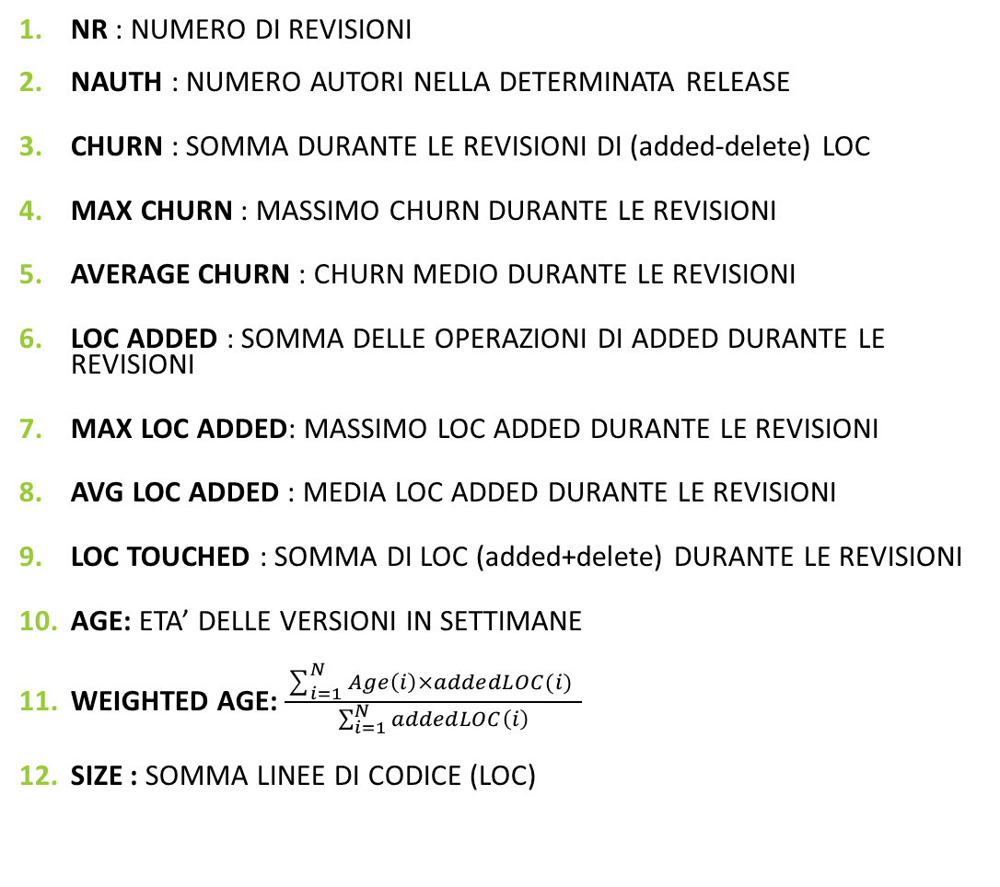 1. NR : NUMERO DI REVISIONI
2. NAUTH : NUMERO AUTORI NELLA DETERMINATA RELEASE
3. CHURN : SOMMA DURANTE LE REVISIONI DI (added-delete) LOC
4. MAX CHURN : MASSIMO CHURN DURANTE LE REVISIONI
5. AVERAGE CHURN : CHURN MEDIO DURANTE LE REVISIONI
6. LOC ADDED : SOMMA DELLE OPERAZIONI DI ADDED DURANTE LE
REVISIONI
7. MAX LOC ADDED: MASSIMO LOC ADDED DURANTE LE REVISIONI
8. AVG LOC ADDED : MEDIA LOC ADDED DURANTE LE REVISIONI
9. LOC TOUCHED : SOMMA DI LOC (added+delete) DURANTE LE REVISIONI
10. AGE: ETA’ DELLE VERSIONI IN SETTIMANE
11. WEIGHTED AGE: \frac{\sum_{i=1}^{N} Age(i)×addedLOC(i)}{\sum_{i=1}^{N} addedLOC(i)}
12. SIZE : SOMMA LINEE DI CODICE (LOC)